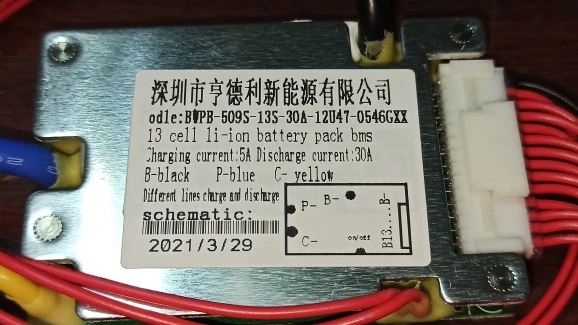 深圳市亨德利新能源有限公司
odle:BWPB-509S-13S-30A-12U47-0546GXX
13 cell li-ion battery pack bms
Charging current:5A Discharge current:30A
B-black P-blue C- yellow
Different lines charge and discharge
schematic:
2021/3/29
P- B-
C- on/off
B13....B-